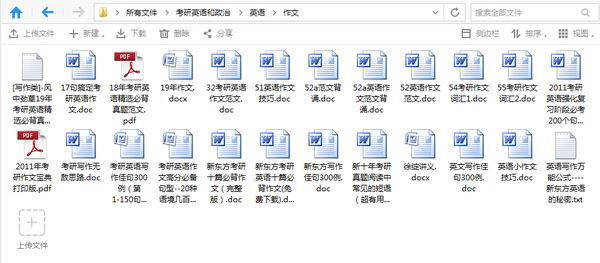 所有文件 > 考研英语和政治 > 英语 > 作文
搜索全部文件
上传文件 新建 下载 删除 分享 侧边栏 排序 视图
[写作类]-风中劲草19年考研英语精选必背真...
17句搞定考研英语作文.doc
18年考研英语精选必背真题范文.pdf
19年作文.docx
32考研英语作文范文.doc
51英语作文技巧.doc
52a范文背诵.doc
52a英语作文范文背诵.doc
52英语作文范文.doc
54考研作文词汇1.doc
55考研作文词汇2.doc
2011考研英语强化复习阶段必考200个句...
2011年考研作文宝典打印版.pdf
考研写作无敌思路.doc
考研英语写作佳句300例（第1-150句...
考研英语作文高分必备句型--20种语境几百...
新东方考研十篇必背作文（完整版）.doc
新东方考研英语十篇必背作文(免费下载).d...
新东方写作佳句300例.doc
新十年考研真题阅读中常见的短语（超有用...
徐绽讲义.docx
英文写作佳句300例.doc
英语小作文技巧.doc
英语写作万能公式----新东方英语的秘密.txt
上传文件
PDF
PDF